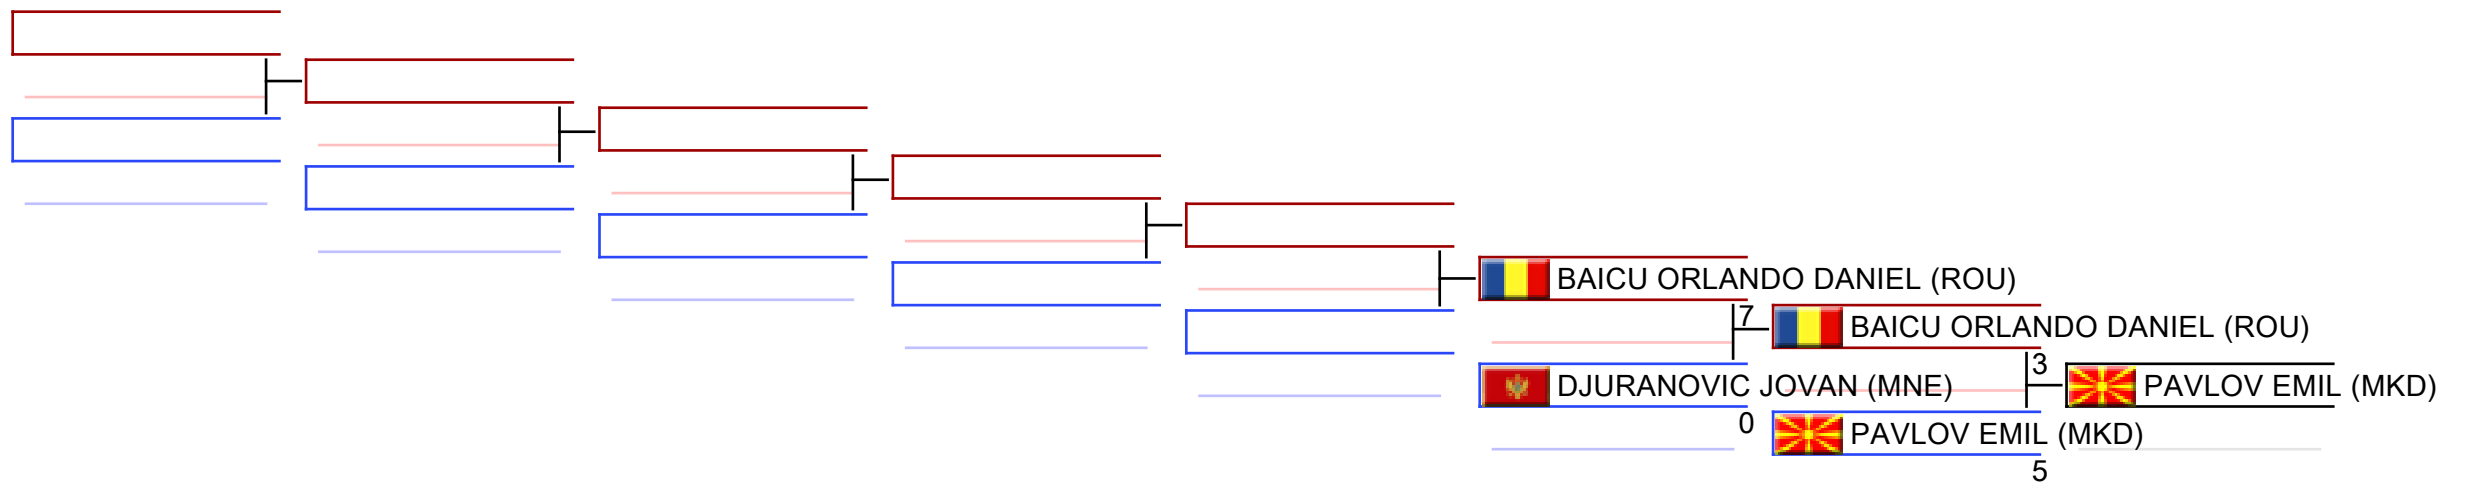 BAICU ORLANDO DANIEL (ROU)
7
BAICU ORLANDO DANIEL (ROU)
3
DJURANOVIC JOVAN (MNE)
PAVLOV EMIL (MKD)
0
PAVLOV EMIL (MKD)
5